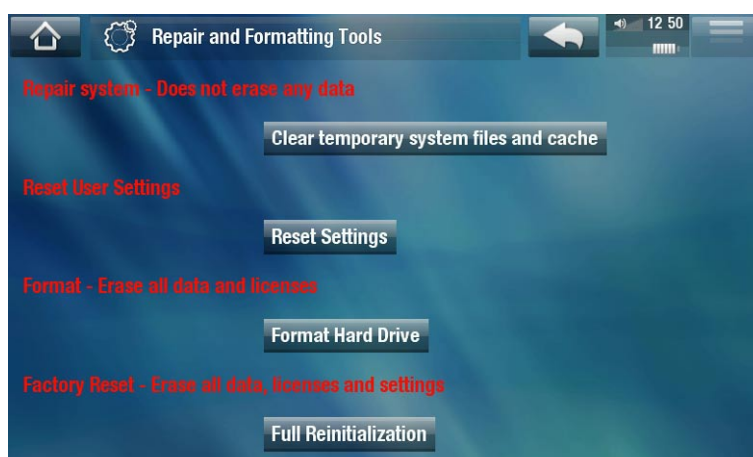 Repair and Formatting Tools
12 50
Repair system - Does not erase any data
Clear temporary system files and cache
Reset User Settings
Reset Settings
Format - Erase all data and licenses
Format Hard Drive
Factory Reset - Erase all data, licenses and settings
Full Reinitialization